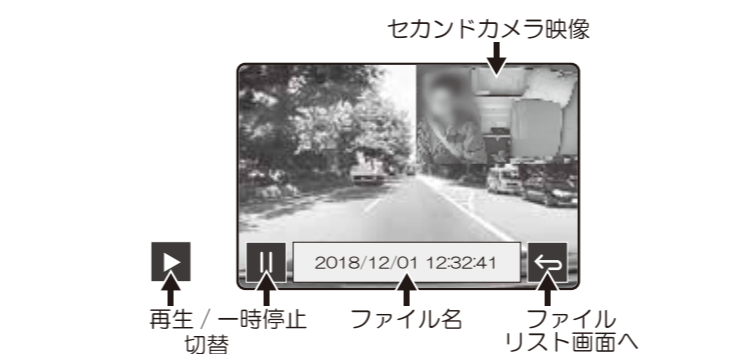 セカンドカメラ映像
2018/12/01 12:32:41
再生 / 一時停止
切替
ファイル名
ファイル
リスト画面へ